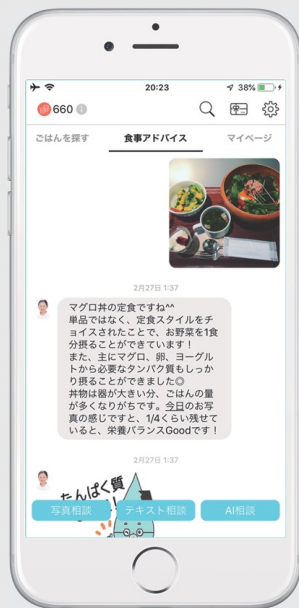 20:23
38%
660
ごはんを探す
食事アドバイス
マイページ
2月27日 1:37
マグロ丼の定食ですね^^
単品ではなく、定食スタイルをチ
ョイスされたことで、お野菜を1食
分摂ることができています!
また、主にマグロ、卵、ヨーグル
トから必要なタンパク質もしっか
り摂ることができました◎
丼物は器が大きい分、ごはんの量
が多くなりがちです。今日のお写
真の感じですと、1/4くらい残せて
いると、栄養バランスGoodです!
2月27日 1:37
たんぱく質
写真相談
テキスト相談
AI相談